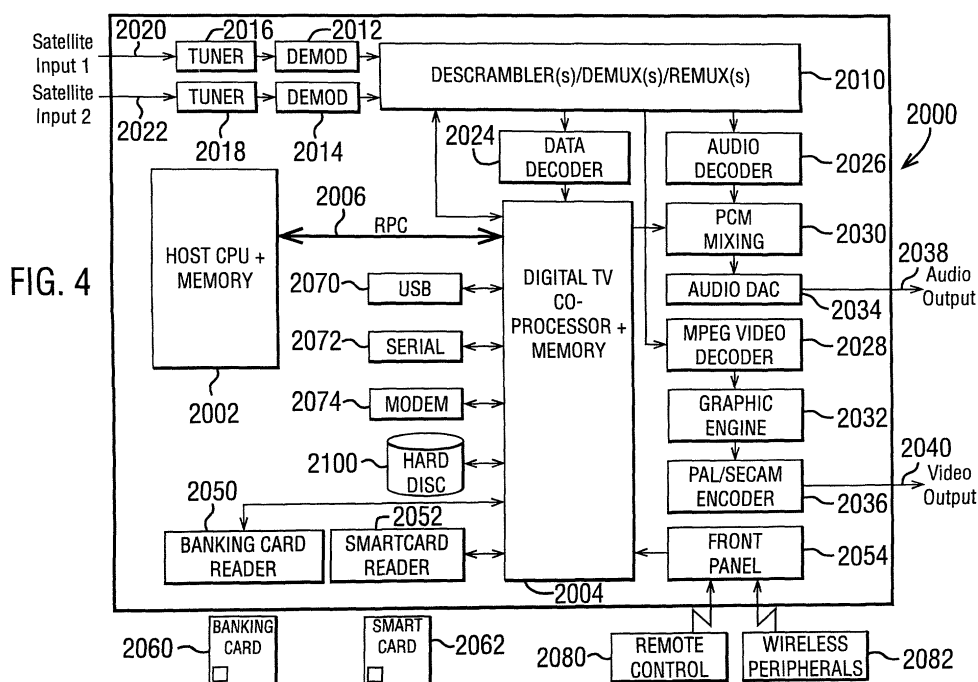 2020
2016
2012
Satellite
Input 1
TUNER
DEMOD
DESCRAMBLER(s)/DEMUX(s)/REMUX(s)
2010
Satellite
Input 2
TUNER
DEMOD
2022
2018
2014
2024
DATA
DECODER
AUDIO
DECODER
2026
2000
2006
RPC
HOST CPU +
MEMORY
2002
PCM
MIXING
2030
FIG. 4
2070
USB
DIGITAL TV
CO-
PROCESSOR +
MEMORY
AUDIO DAC
2034
2038
Audio
Output
2072
SERIAL
MPEG VIDEO
DECODER
2028
2074
MODEM
GRAPHIC
ENGINE
2032
2100
HARD
DISC
PAL/SECAM
ENCODER
2036
2040
Video
Output
2050
2052
BANKING CARD
READER
SMARTCARD
READER
FRONT
PANEL
2054
2004
2060
BANKING
CARD
SMART
CARD
2062
2080
REMOTE
CONTROL
WIRELESS
PERIPHERALS
2082